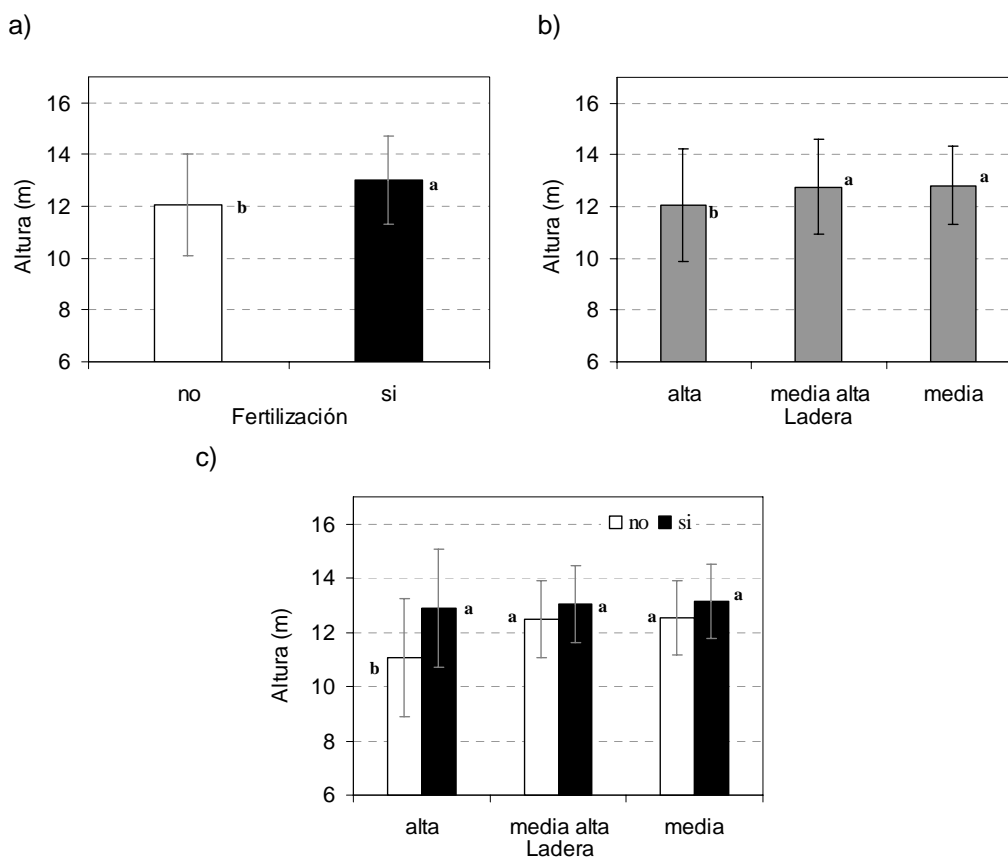 a)
16
14
12
10
8
6
Altura (m)
b
a
no
si
Fertilización
b)
16
14
12
10
8
6
Altura (m)
b
a
a
alta
media alta
media
Ladera
c)
16
14
12
10
8
6
Altura (m)
no
si
b
a
a
a
a
a
alta
media alta
media
Ladera